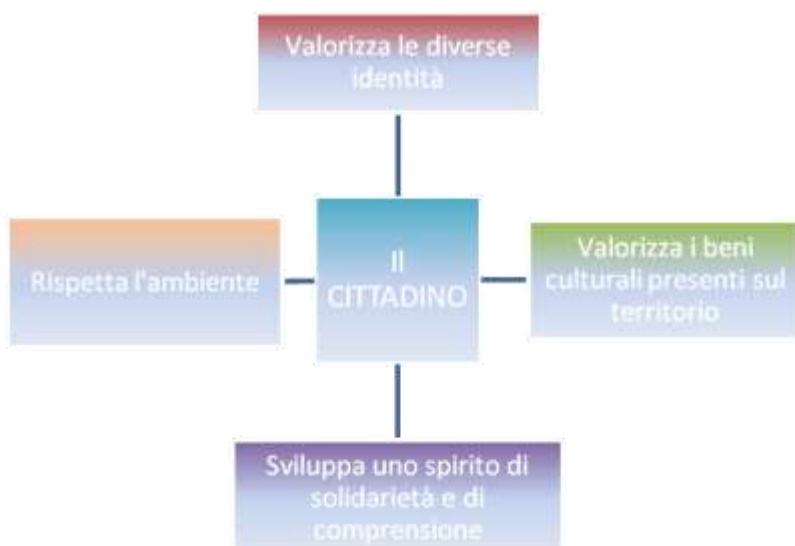 Valorizza le diverse
identità
Rispetta l'ambiente
Il
CITTADINO
Valorizza i beni
culturali presenti sul
territorio
Sviluppa uno spirito di
solidarietà e di
comprensione